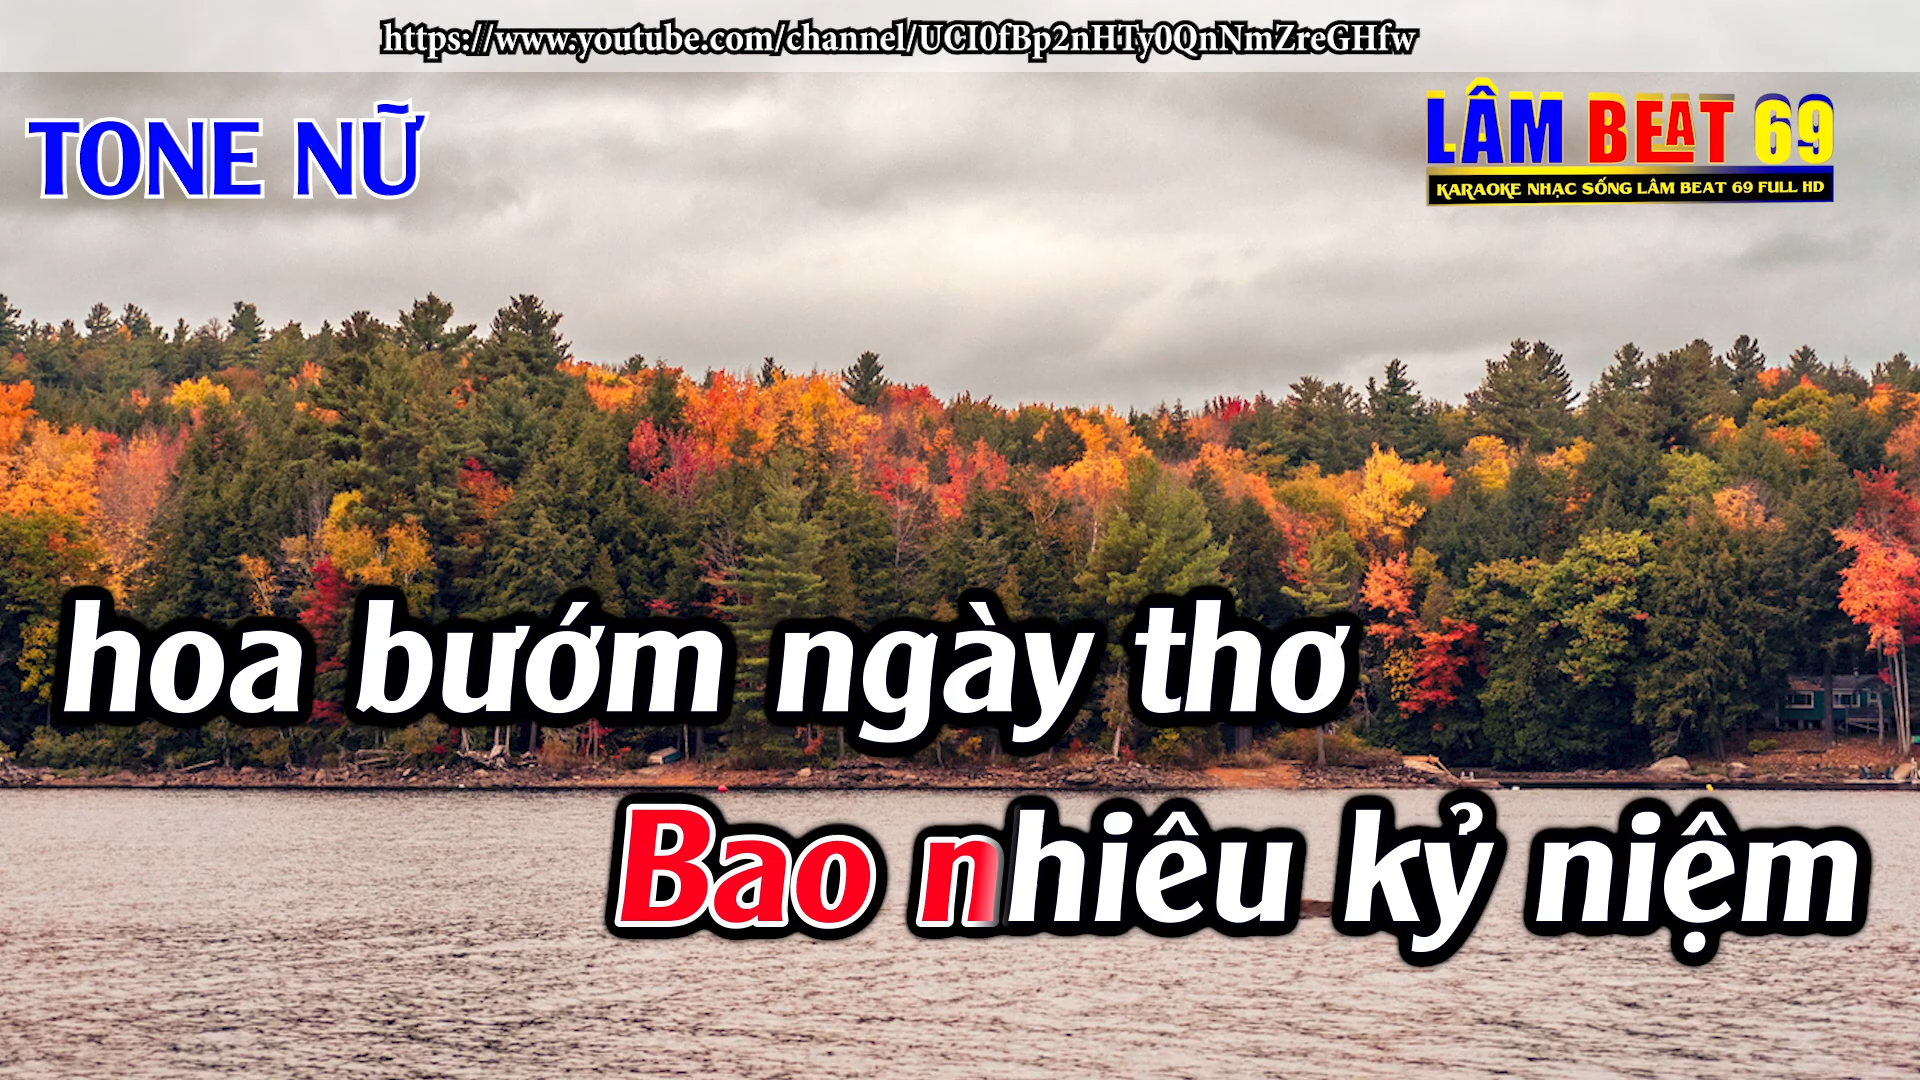 https://www.youtube.com/channel/UCI0fBp2nHTy0QnNmZreGHfw
TONE NỮ
LÂM BEAT 69
KARAOKE NHẠC SỐNG LÂM BEAT 69 FULL HD
hoa bướm ngày thơ
Bao nhiêu kỷ niệm